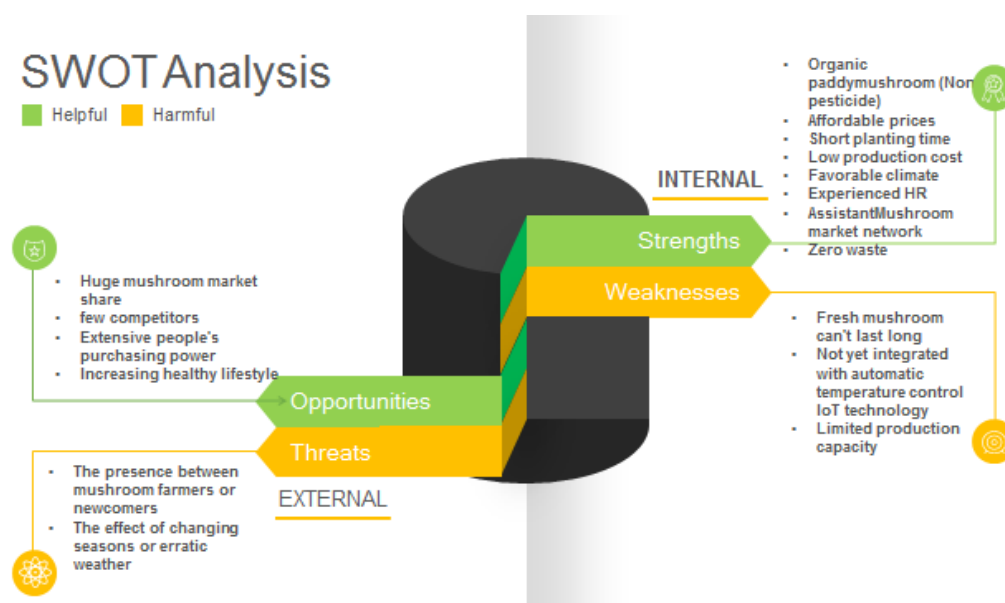 SWOT Analysis
Helpful Harmful
• Organic
paddymushroom (Non
pesticide)
• Affordable prices
• Short planting time
• Low production cost
• Favorable climate
• Experienced HR
• AssistantMushroom
market network
• Zero waste
INTERNAL
Strengths
Weaknesses
• Fresh mushroom
can't last long
• Not yet integrated
with automatic
temperature control
IoT technology
• Limited production
capacity
• Huge mushroom market
share
• few competitors
• Extensive people's
purchasing power
• Increasing healthy lifestyle
Opportunities
Threats
EXTERNAL
• The presence between
mushroom farmers or
newcomers
• The effect of changing
seasons or erratic
weather